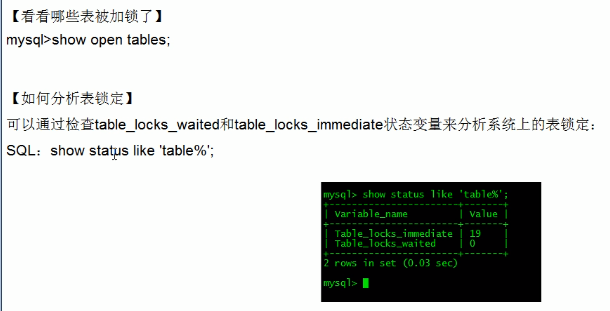 【看看哪些表被加锁了】
mysql>show open tables;
【如何分析表锁定】
可以通过检查table_locks_waited和table_locks_immediate状态变量来分析系统上的表锁定：
SQL：show status like 'table%';
mysql> show status like 'table%';
+-----------------------+-------+
| Variable_name         | Value |
+-----------------------+-------+
| Table_locks_immediate | 19    |
| Table_locks_waited    | 0     |
+-----------------------+-------+
2 rows in set (0.03 sec)
mysql>